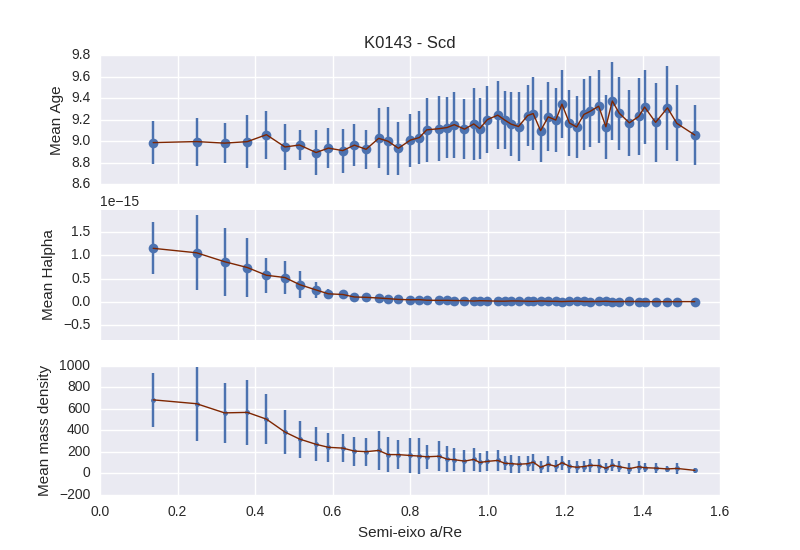 K0143 - Scd
Mean Age
9.8
9.6
9.4
9.2
9.0
8.8
8.6
1e−15
Mean Halpha
1.5
1.0
0.5
0.0
−0.5
Mean mass density
1000
800
600
400
200
0
−200
0.0 0.2 0.4 0.6 0.8 1.0 1.2 1.4 1.6
Semi-eixo a/Re